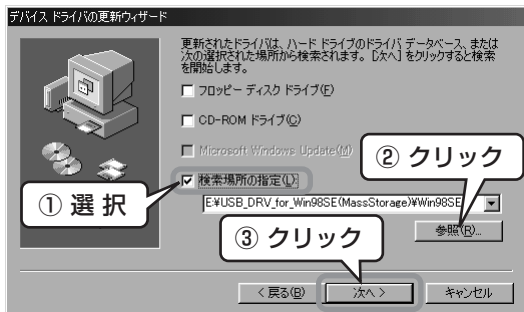 デバイス ドライバの更新ウィザード
更新されたドライバは、ハード ドライブのドライバ データベース、または
次の選択された場所から検索されます。[次へ] をクリックすると検索
を開始します。
フロッピー ディスク ドライブ(F)
CD-ROM ドライブ(C)
Microsoft Windows Update(M)
② クリック
検索場所の指定(L)
① 選 択
E:¥USB_DRV_for_Win98SE(MassStorage)¥Win98SE
参照(R)...
③ クリック
< 戻る(B)
次へ >
キャンセル